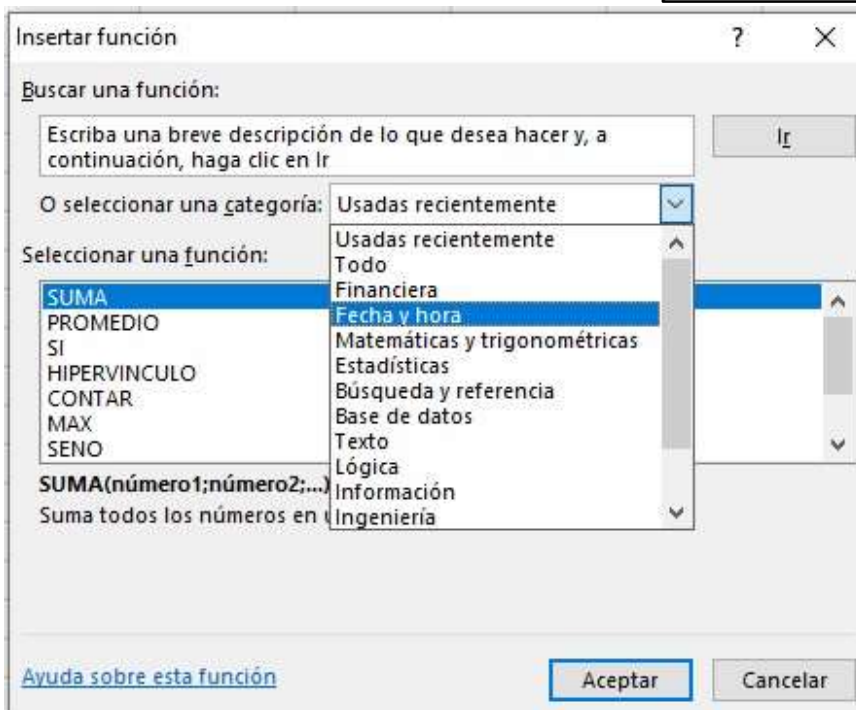 Insertar función
? ×
Buscar una función:
Escriba una breve descripción de lo que desea hacer y, a
continuación, haga clic en Ir
Ir
O seleccionar una categoría: Usadas recientemente
Usadas recientemente
Todo
Financiera
Fecha y hora
Matemáticas y trigonométricas
Estadísticas
Búsqueda y referencia
Base de datos
Texto
Lógica
Información
Ingeniería
Seleccionar una función:
SUMA
PROMEDIO
SI
HIPERVINCULO
CONTAR
MAX
SENO
SUMA(número1;número2;...)
Suma todos los números en
Ayuda sobre esta función
Aceptar
Cancelar